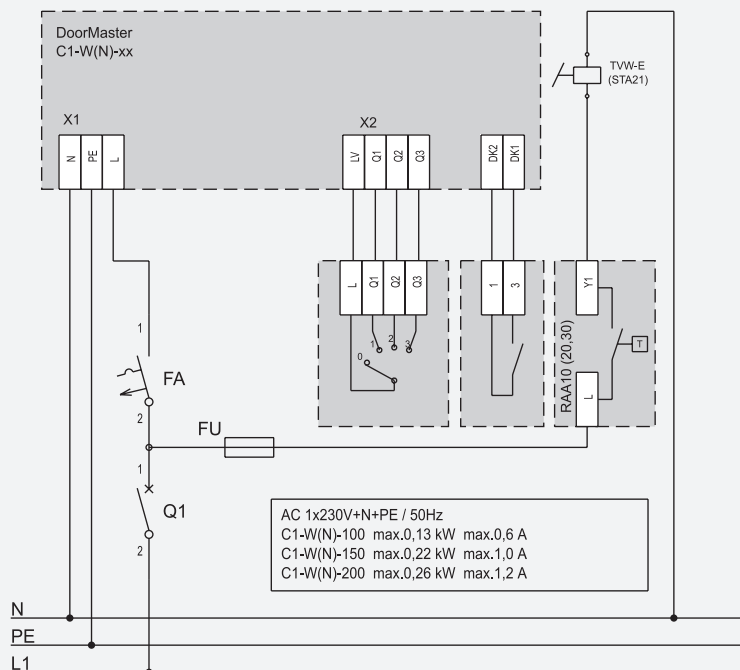 DoorMaster
C1-W(N)-xx
TVW-E
(STA21)
X1
X2
N
PE
L
LV
Q1
Q2
Q3
DK2
DK1
L
Q1
Q2
Q3
1
3
Y1
0
1
2
3
RAA10 (20,30)
T
L
1
FA
2
FU
1
Q1
2
AC 1x230V+N+PE / 50Hz
C1-W(N)-100 max.0,13 kW max.0,6 A
C1-W(N)-150 max.0,22 kW max.1,0 A
C1-W(N)-200 max.0,26 kW max.1,2 A
N
PE
L1